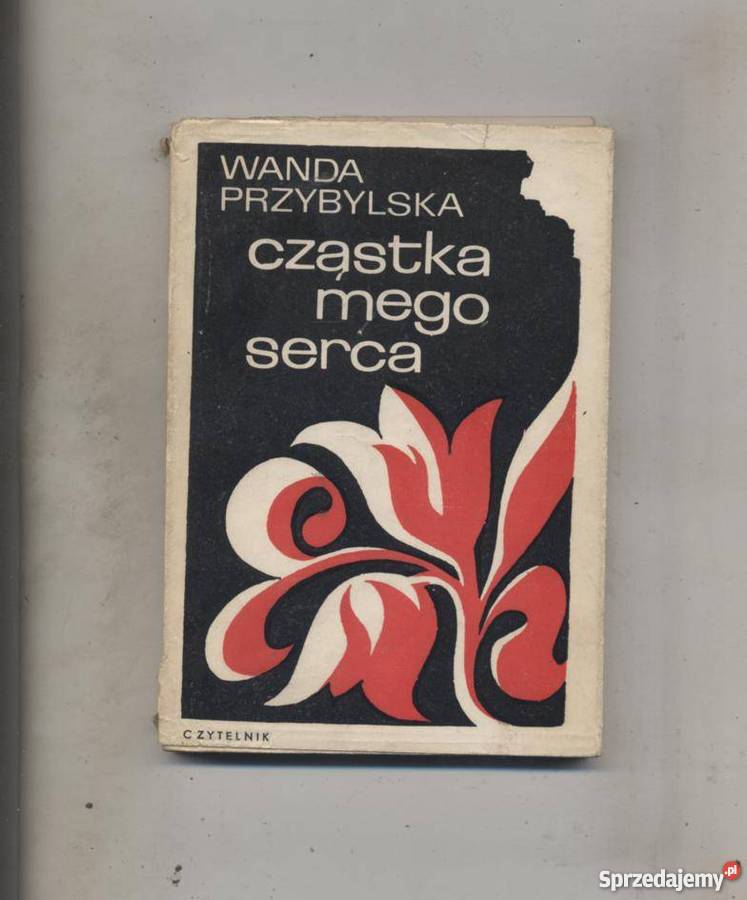 WANDA
PRZYBYLSKA
cząstka
mego
serca
CZYTELNIK
Sprzedajemy.pl